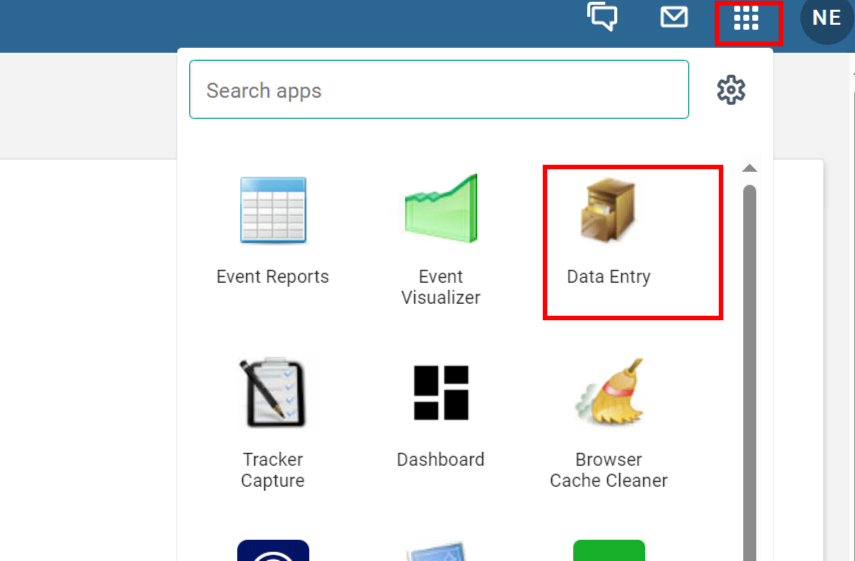 NE
Search apps
Event Reports
Event
Visualizer
Data Entry
Tracker
Capture
Dashboard
Browser
Cache Cleaner